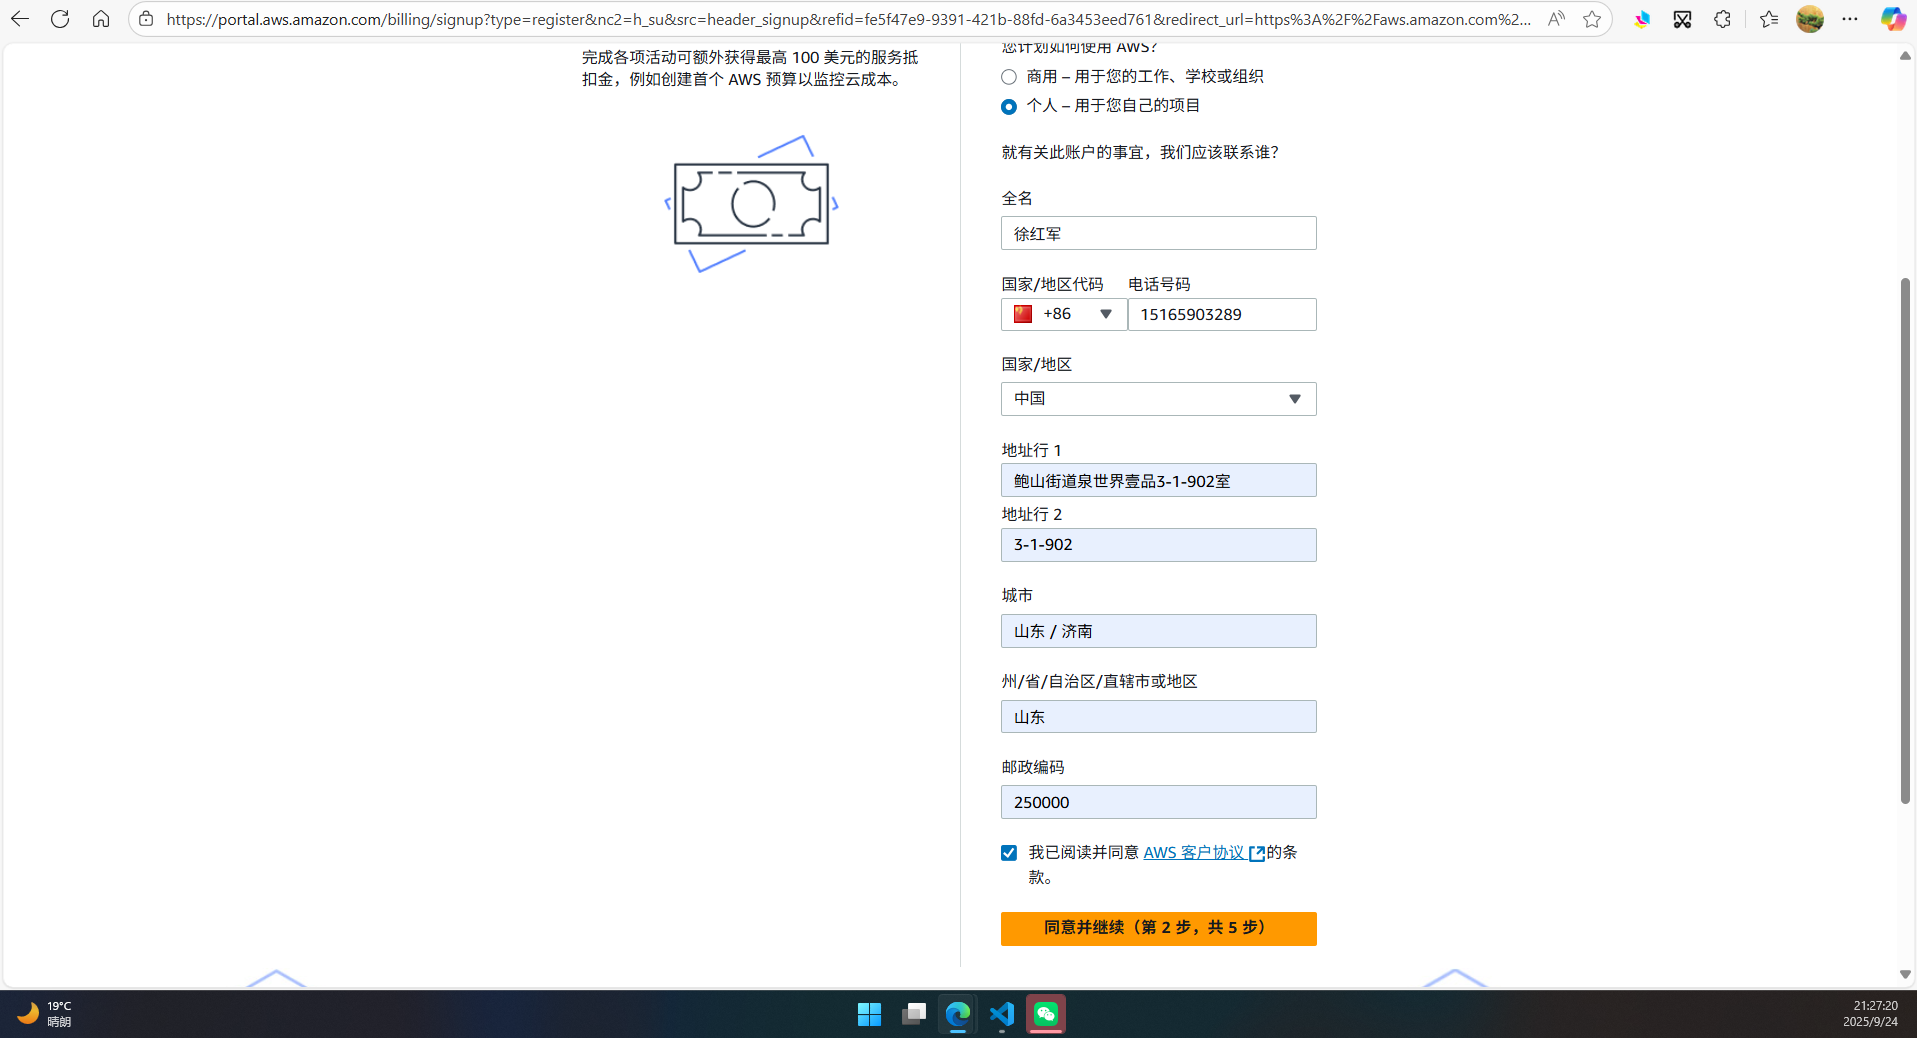 https://portal.aws.amazon.com/billing/signup?type=register&nc2=h_su&src=header_signup&refid=fe5f47e9-9391-421b-88fd-6a3453eed761&redirect_url=https%3A%2F%2Faws.amazon.com%2...
完成各项活动可额外获得最高 100 美元的服务抵
扣金，例如创建首个 AWS 预算以监控云成本。
您计划如何使用 AWS？
商用 – 用于您的工作、学校或组织
个人 – 用于您自己的项目
就有关此账户的事宜，我们应该联系谁？
全名
徐红军
国家/地区代码 电话号码
+86 15165903289
国家/地区
中国
地址行 1
鲍山街道泉世界壹品3-1-902室
地址行 2
3-1-902
城市
山东 / 济南
州/省/自治区/直辖市或地区
山东
邮政编码
250000
我已阅读并同意 AWS 客户协议 的条
款。
同意并继续（第 2 步，共 5 步）
19°C
晴朗
21:27:20
2025/9/24